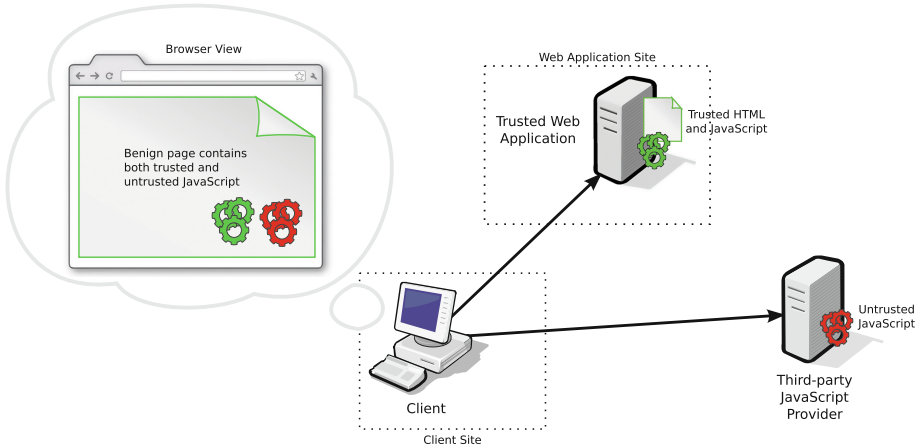 Browser View
Benign page contains
both trusted and
untrusted JavaScript
Web Application Site
Trusted Web
Application
Trusted HTML
and JavaScript
Untrusted
JavaScript
Third-party
JavaScript
Provider
Client
Client Site